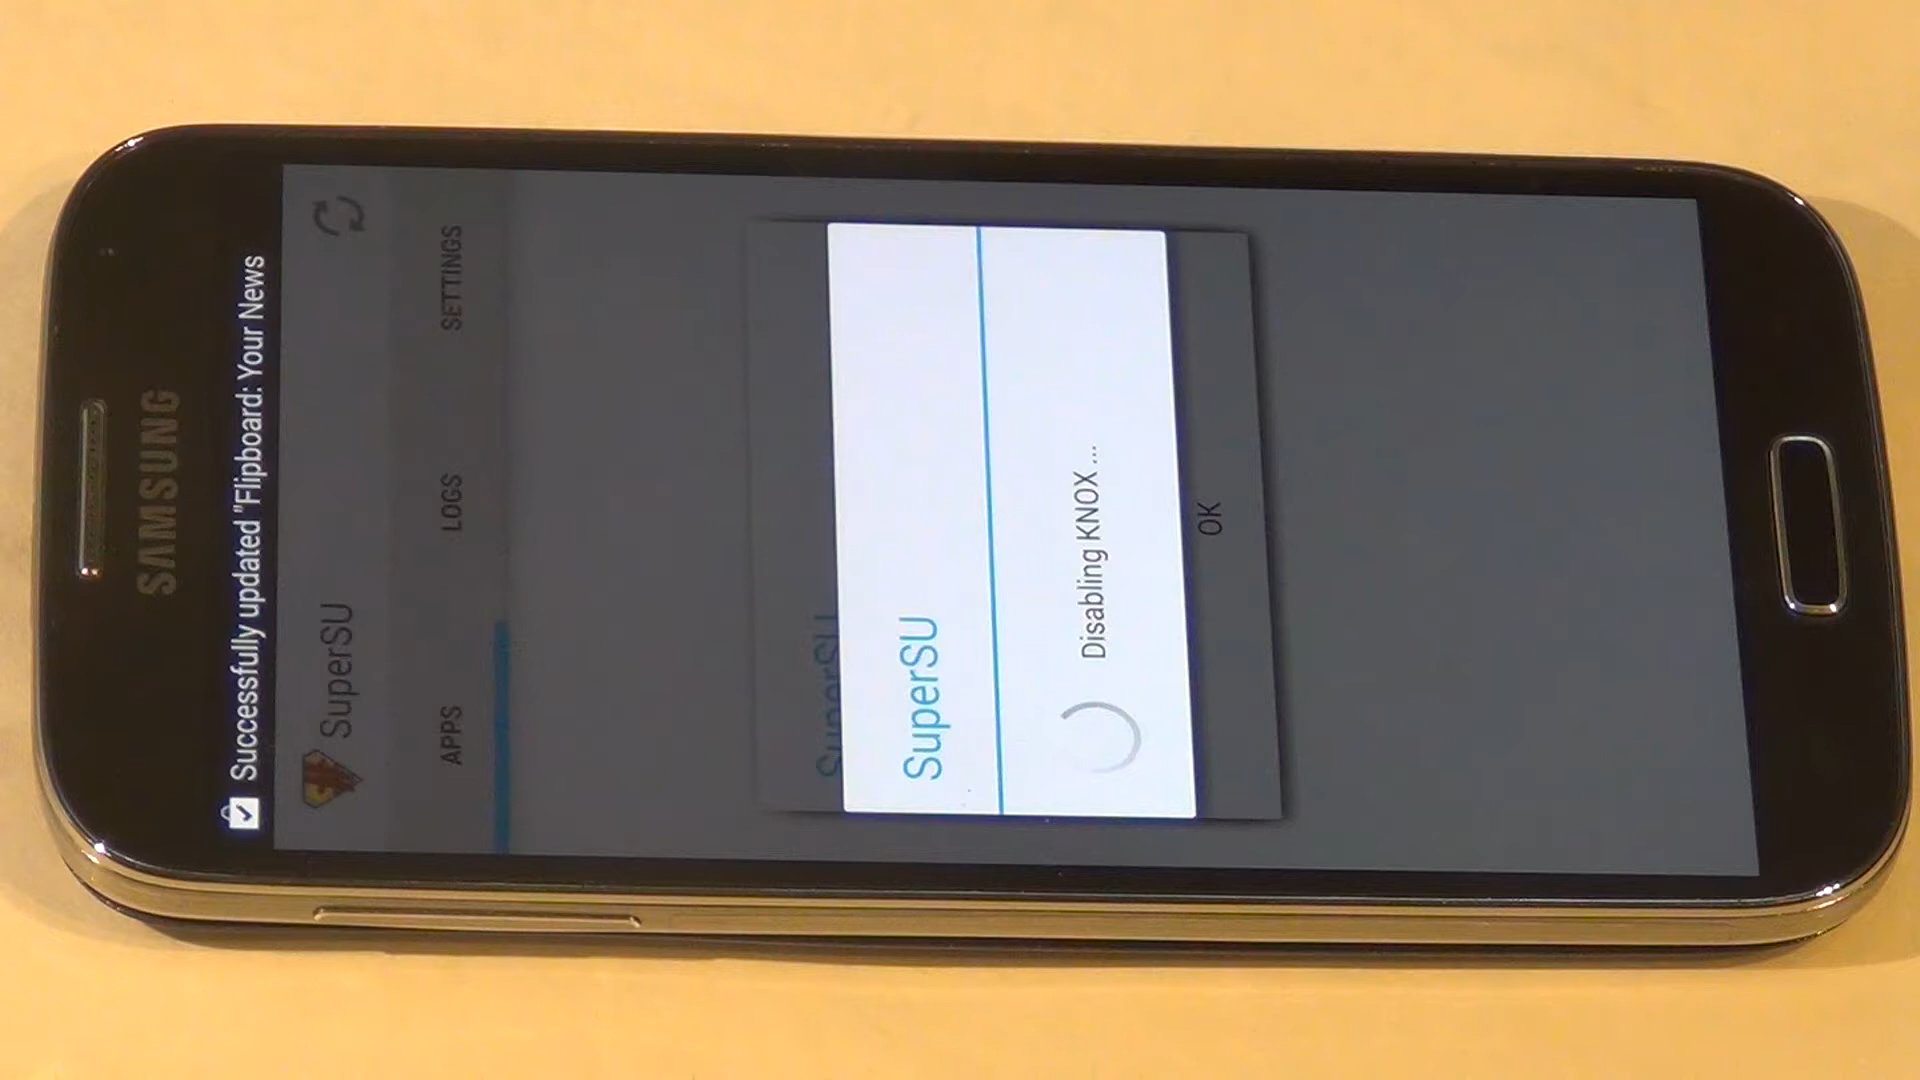 SAMSUNG
Successfully updated "Flipboard: Your News
SuperSU
APPS LOGS SETTINGS
SuperSU
SuperSU
Disabling KNOX ...
OK